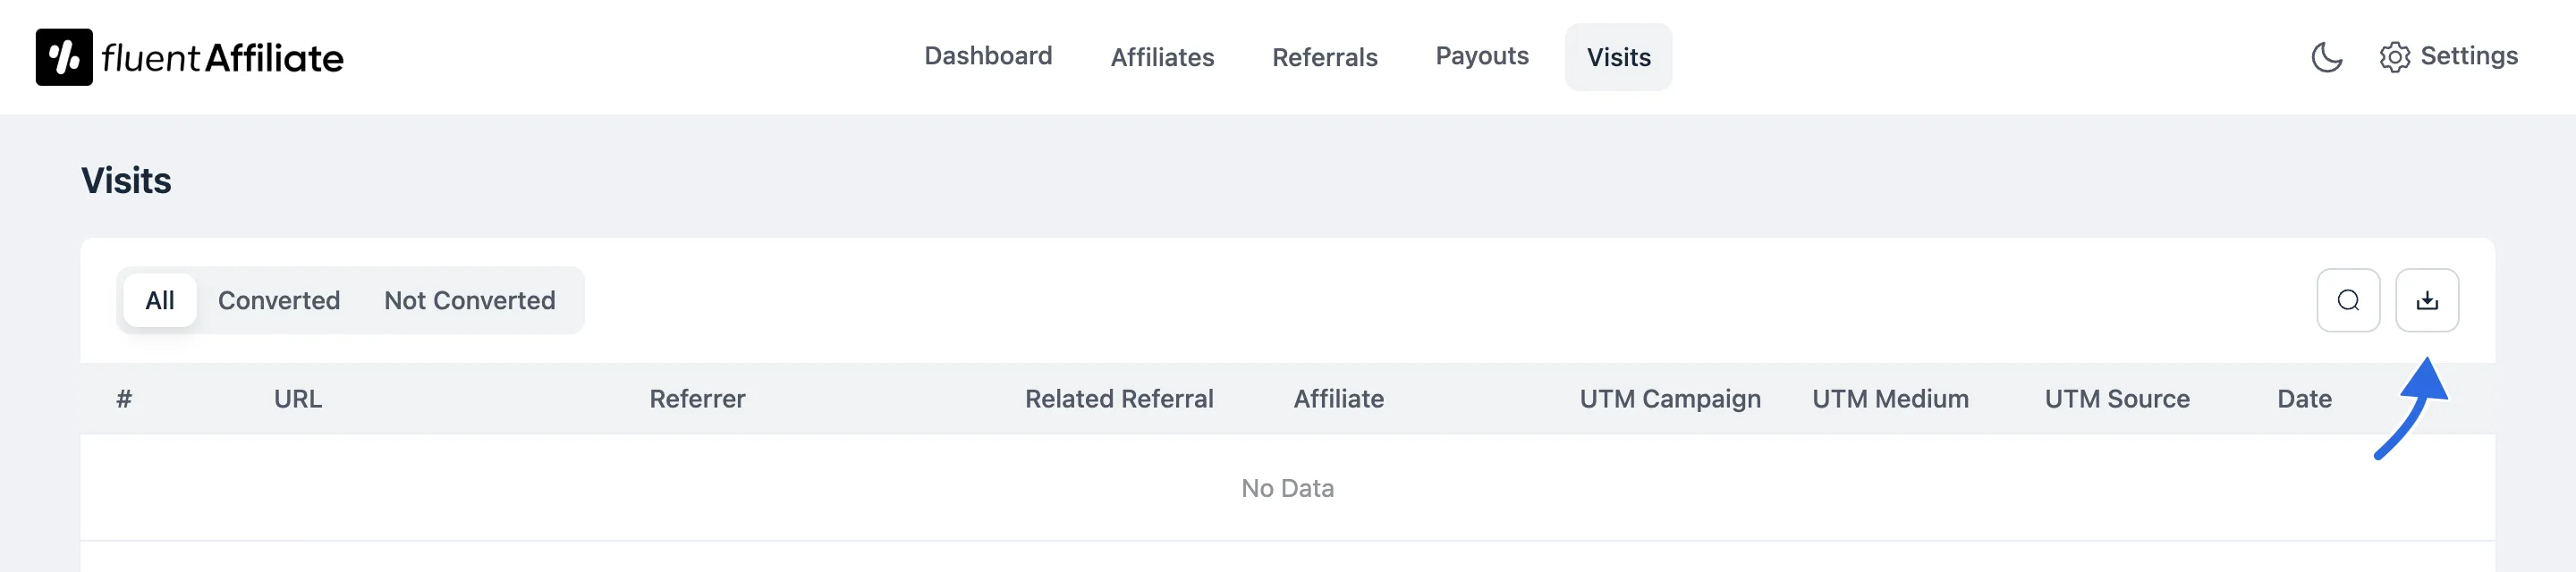 fluentAffiliate Dashboard Affiliates Referrals Payouts Visits Settings
Visits
All Converted Not Converted
# URL Referrer Related Referral Affiliate UTM Campaign UTM Medium UTM Source Date
No Data